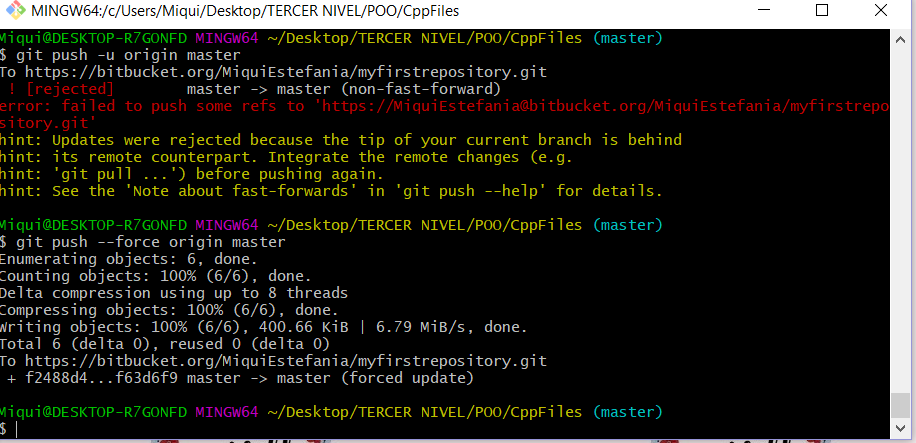 MINGW64:/c/Users/Miqui/Desktop/TERCER NIVEL/POO/CppFiles
Miqui@DESKTOP-R7GONFD MINGW64 ~/Desktop/TERCER NIVEL/POO/CppFiles (master)
$ git push -u origin master
To https://bitbucket.org/MiquiEstefania/myfirstrepository.git
! [rejected] master -> master (non-fast-forward)
error: failed to push some refs to 'https://MiquiEstefania@bitbucket.org/MiquiEstefania/myfirstrepo
sitory.git'
hint: Updates were rejected because the tip of your current branch is behind
hint: its remote counterpart. Integrate the remote changes (e.g.
hint: 'git pull ...') before pushing again.
hint: See the 'Note about fast-forwards' in 'git push --help' for details.
Miqui@DESKTOP-R7GONFD MINGW64 ~/Desktop/TERCER NIVEL/POO/CppFiles (master)
$ git push --force origin master
Enumerating objects: 6, done.
Counting objects: 100% (6/6), done.
Delta compression using up to 8 threads
Compressing objects: 100% (6/6), done.
Writing objects: 100% (6/6), 400.66 KiB | 6.79 MiB/s, done.
Total 6 (delta 0), reused 0 (delta 0)
To https://bitbucket.org/MiquiEstefania/myfirstrepository.git
+ f2488d4...f63d6f9 master -> master (forced update)
Miqui@DESKTOP-R7GONFD MINGW64 ~/Desktop/TERCER NIVEL/POO/CppFiles (master)
$